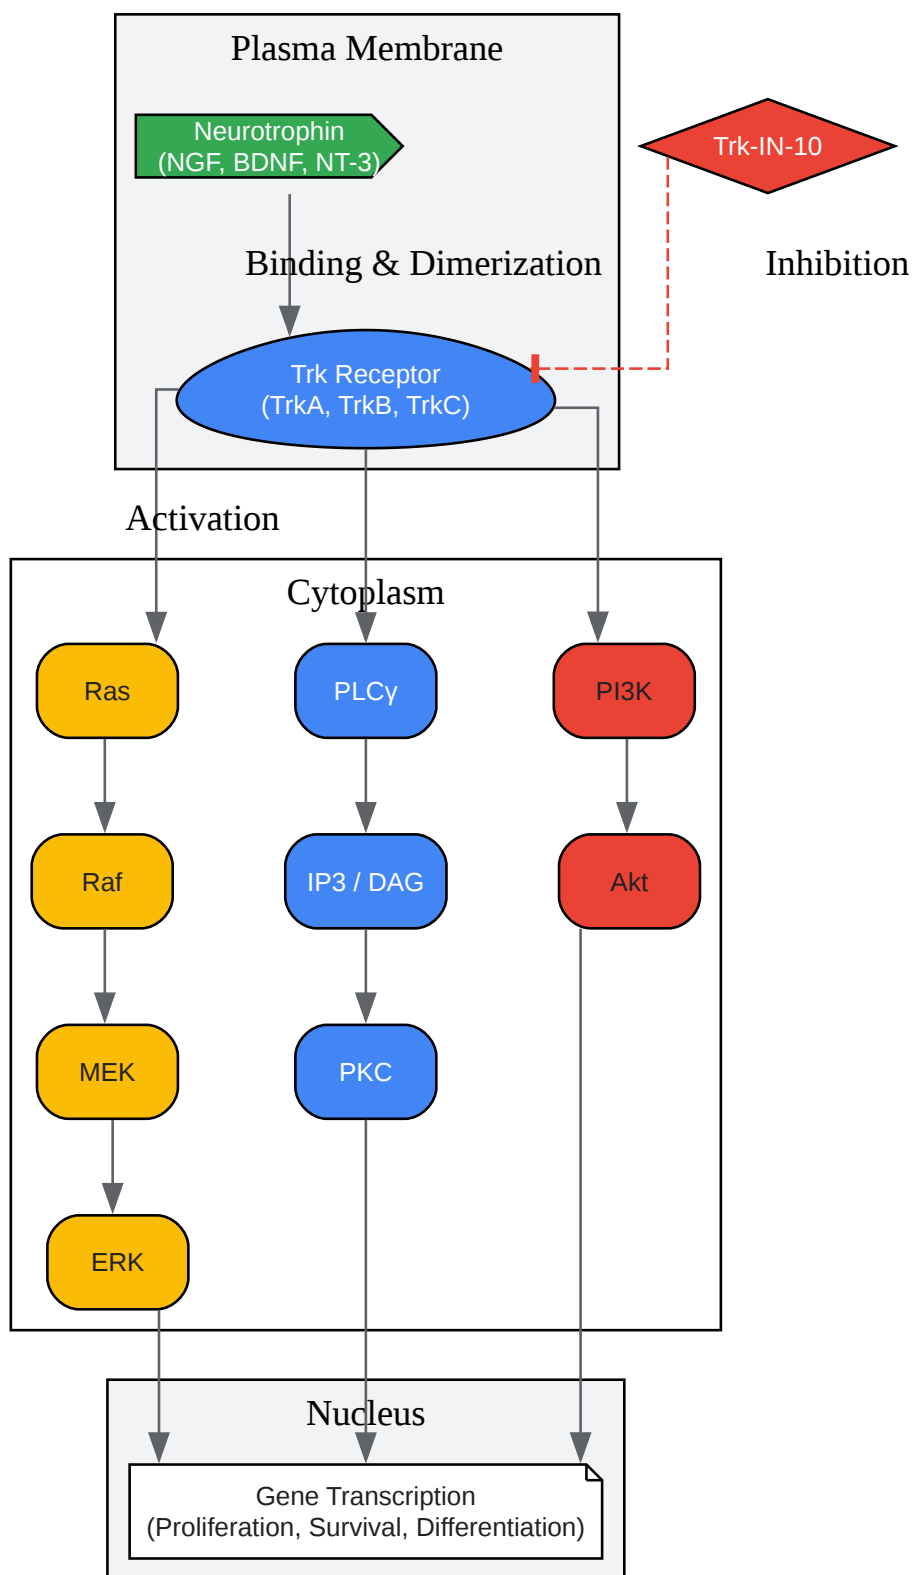 Plasma Membrane
Neurotrophin
(NGF, BDNF, NT-3)
Trk-IN-10
Binding & Dimerization
Inhibition
Trk Receptor
(TrkA, TrkB, TrkC)
Activation
Cytoplasm
Ras
PLCγ
PI3K
Raf
IP3 / DAG
Akt
MEK
PKC
ERK
Nucleus
Gene Transcription
(Proliferation, Survival, Differentiation)